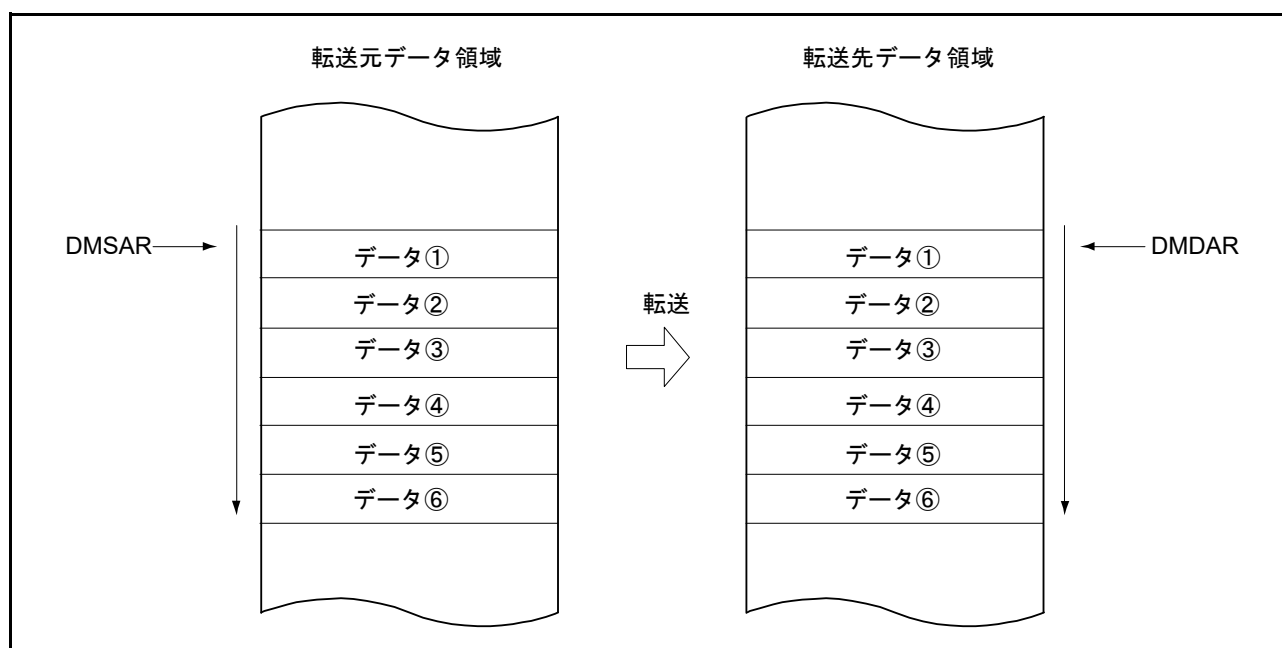 転送元データ領域
転送先データ領域
DMSAR
DMDAR
データ①
データ②
データ③
データ④
データ⑤
データ⑥
転送
データ①
データ②
データ③
データ④
データ⑤
データ⑥